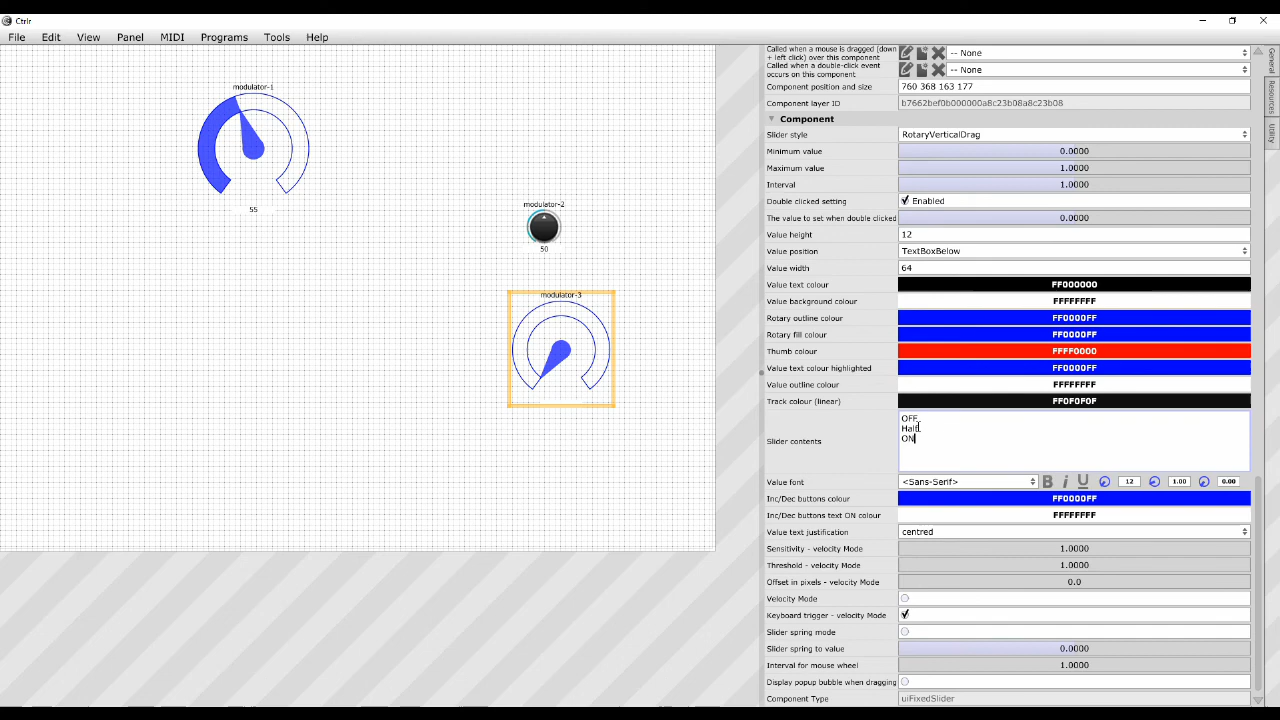 Ctrlr
File Edit View Panel MIDI Programs Tools Help
modulator-1
55
modulator-2
50
modulator-3
Called when a mouse is dragged (down
+ left click) over this component
-- None
Called when a double-click event
occurs on this component
-- None
Component position and size 760 368 163 177
Component layer ID b7662bef0b000000a8c23b08a8c23b08
Component
Slider style RotaryVerticalDrag
Minimum value 0.0000
Maximum value 1.0000
Interval 1.0000
Double clicked setting Enabled
The value to set when double clicked 0.0000
Value height 12
Value position TextBoxBelow
Value width 64
Value text colour FF000000
Value background colour FFFFFFFF
Rotary outline colour FF0000FF
Rotary fill colour FF0000FF
Thumb colour FFFF0000
Value text colour highlighted FF0000FF
Value outline colour FFFFFFFF
Track colour (linear) FF0F0F0F
Slider contents
OFF
Half
ON
Value font <Sans-Serif> B i U 12 1.00 0.00
Inc/Dec buttons colour FF0000FF
Inc/Dec buttons text ON colour FFFFFFFF
Value text justification centred
Sensitivity - velocity Mode 1.0000
Threshold - velocity Mode 1.0000
Offset in pixels - velocity Mode 0.0
Velocity Mode
Keyboard trigger - velocity Mode
Slider spring mode
Slider spring to value 0.0000
Interval for mouse wheel 1.0000
Display popup bubble when dragging
Component Type uiFixedSlider
General
Resources
Utility